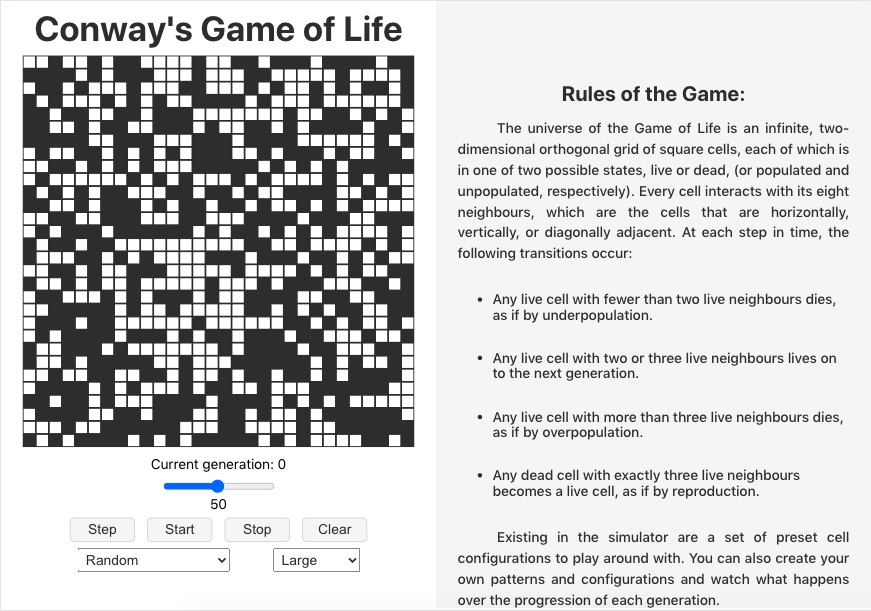 Conway's Game of Life
Current generation: 0
50
Step Start Stop Clear
Random Large
Rules of the Game:
The universe of the Game of Life is an infinite, two-
dimensional orthogonal grid of square cells, each of which is
in one of two possible states, live or dead, (or populated and
unpopulated, respectively). Every cell interacts with its eight
neighbours, which are the cells that are horizontally,
vertically, or diagonally adjacent. At each step in time, the
following transitions occur:
• Any live cell with fewer than two live neighbours dies,
as if by underpopulation.
• Any live cell with two or three live neighbours lives on
to the next generation.
• Any live cell with more than three live neighbours dies,
as if by overpopulation.
• Any dead cell with exactly three live neighbours
becomes a live cell, as if by reproduction.
Existing in the simulator are a set of preset cell
configurations to play around with. You can also create your
own patterns and configurations and watch what happens
over the progression of each generation.